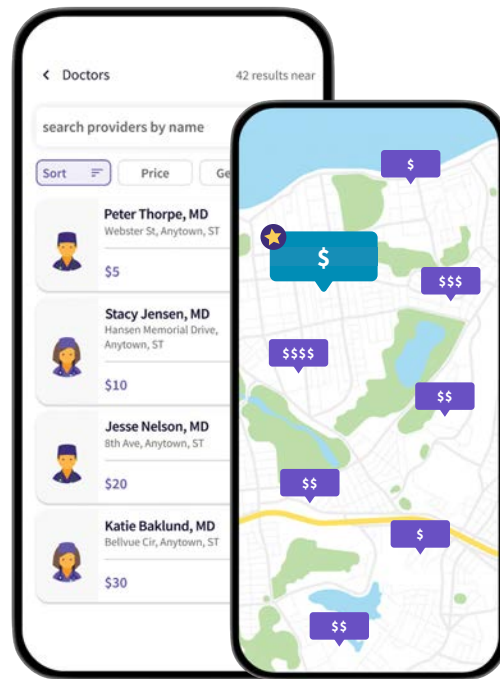 Doctors
42 results near
search providers by name
Sort
Price
Ge
Peter Thorpe, MD
Webster St, Anytown, ST
$5
Stacy Jensen, MD
Hansen Memorial Drive,
Anytown, ST
$10
Jesse Nelson, MD
8th Ave, Anytown, ST
$20
Katie Baklund, MD
Bellvue Cir, Anytown, ST
$30
$
$
$$$
$$$$
$$
$$
$
$$